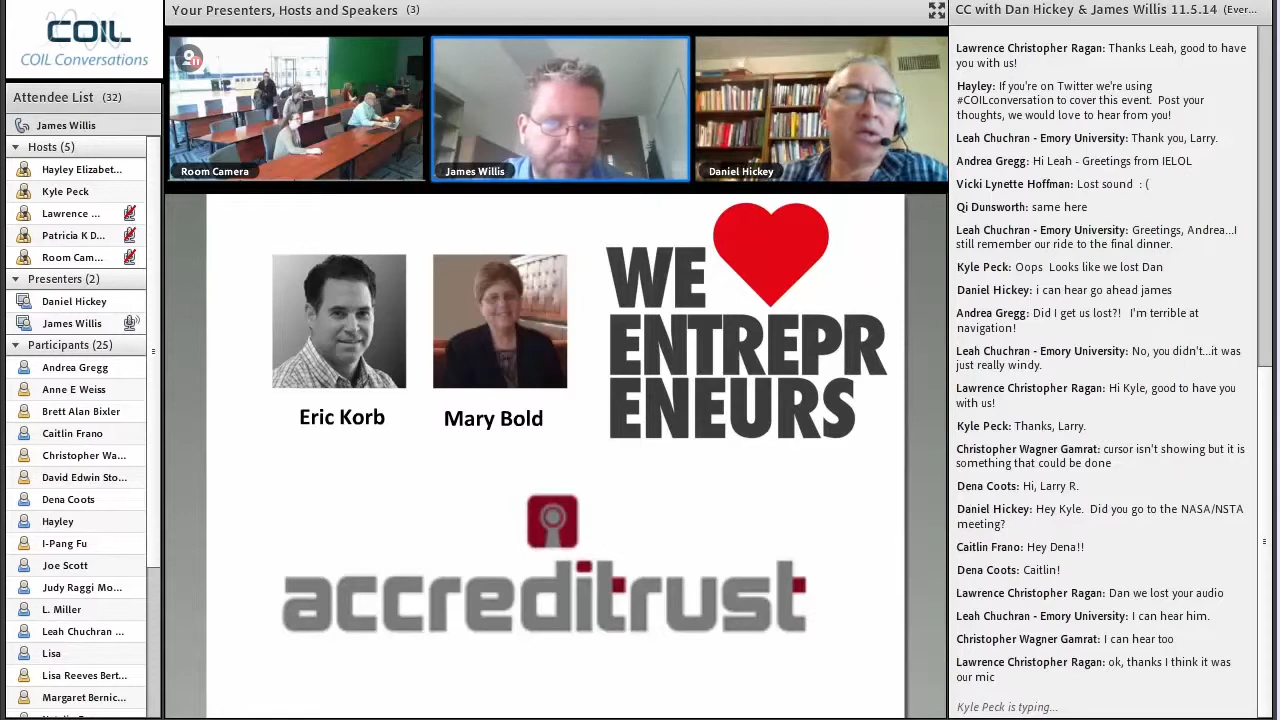 COIL
COIL Conversations
Attendee List (32)
James Willis
Hosts (5)
Hayley Elizabet...
Kyle Peck
Lawrence ...
Patricia K D...
Room Cam...
Presenters (2)
Daniel Hickey
James Willis
Participants (25)
Andrea Gregg
Anne E Weiss
Brett Alan Bixler
Caitlin Frano
Christopher Wa...
David Edwin Sto...
Dena Coots
Hayley
I-Pang Fu
Joe Scott
Judy Raggi Mo...
L. Miller
Leah Chuchran ...
Lisa
Lisa Reeves Bert...
Margaret Bernic...
Your Presenters, Hosts and Speakers (3)
Room Camera
James Willis
Daniel Hickey
WE
ENTREPR
ENEURS
Eric Korb
Mary Bold
accreditrust
CC with Dan Hickey & James Willis 11.5.14 (Ever...
Lawrence Christopher Ragan: Thanks Leah, good to have
you with us!
Hayley: If you're on Twitter we're using
#COILconversation to cover this event. Post your
thoughts, we would love to hear from you!
Leah Chuchran - Emory University: Thank you, Larry.
Andrea Gregg: Hi Leah - Greetings from IELOL
Vicki Lynette Hoffman: Lost sound : (
Qi Dunsworth: same here
Leah Chuchran - Emory University: Greetings, Andrea...I
still remember our ride to the final dinner.
Kyle Peck: Oops Looks like we lost Dan
Daniel Hickey: i can hear go ahead james
Andrea Gregg: Did I get us lost?! I'm terrible at
navigation!
Leah Chuchran - Emory University: No, you didn't...it was
just really windy.
Lawrence Christopher Ragan: Hi Kyle, good to have you
with us!
Kyle Peck: Thanks, Larry.
Christopher Wagner Gamrat: cursor isn't showing but it is
something that could be done
Dena Coots: Hi, Larry R.
Daniel Hickey: Hey Kyle. Did you go to the NASA/NSTA
meeting?
Caitlin Frano: Hey Dena!!
Dena Coots: Caitlin!
Lawrence Christopher Ragan: Dan we lost your audio
Leah Chuchran - Emory University: I can hear him.
Christopher Wagner Gamrat: I can hear too
Lawrence Christopher Ragan: ok, thanks I think it was
our mic
Kyle Peck is typing...